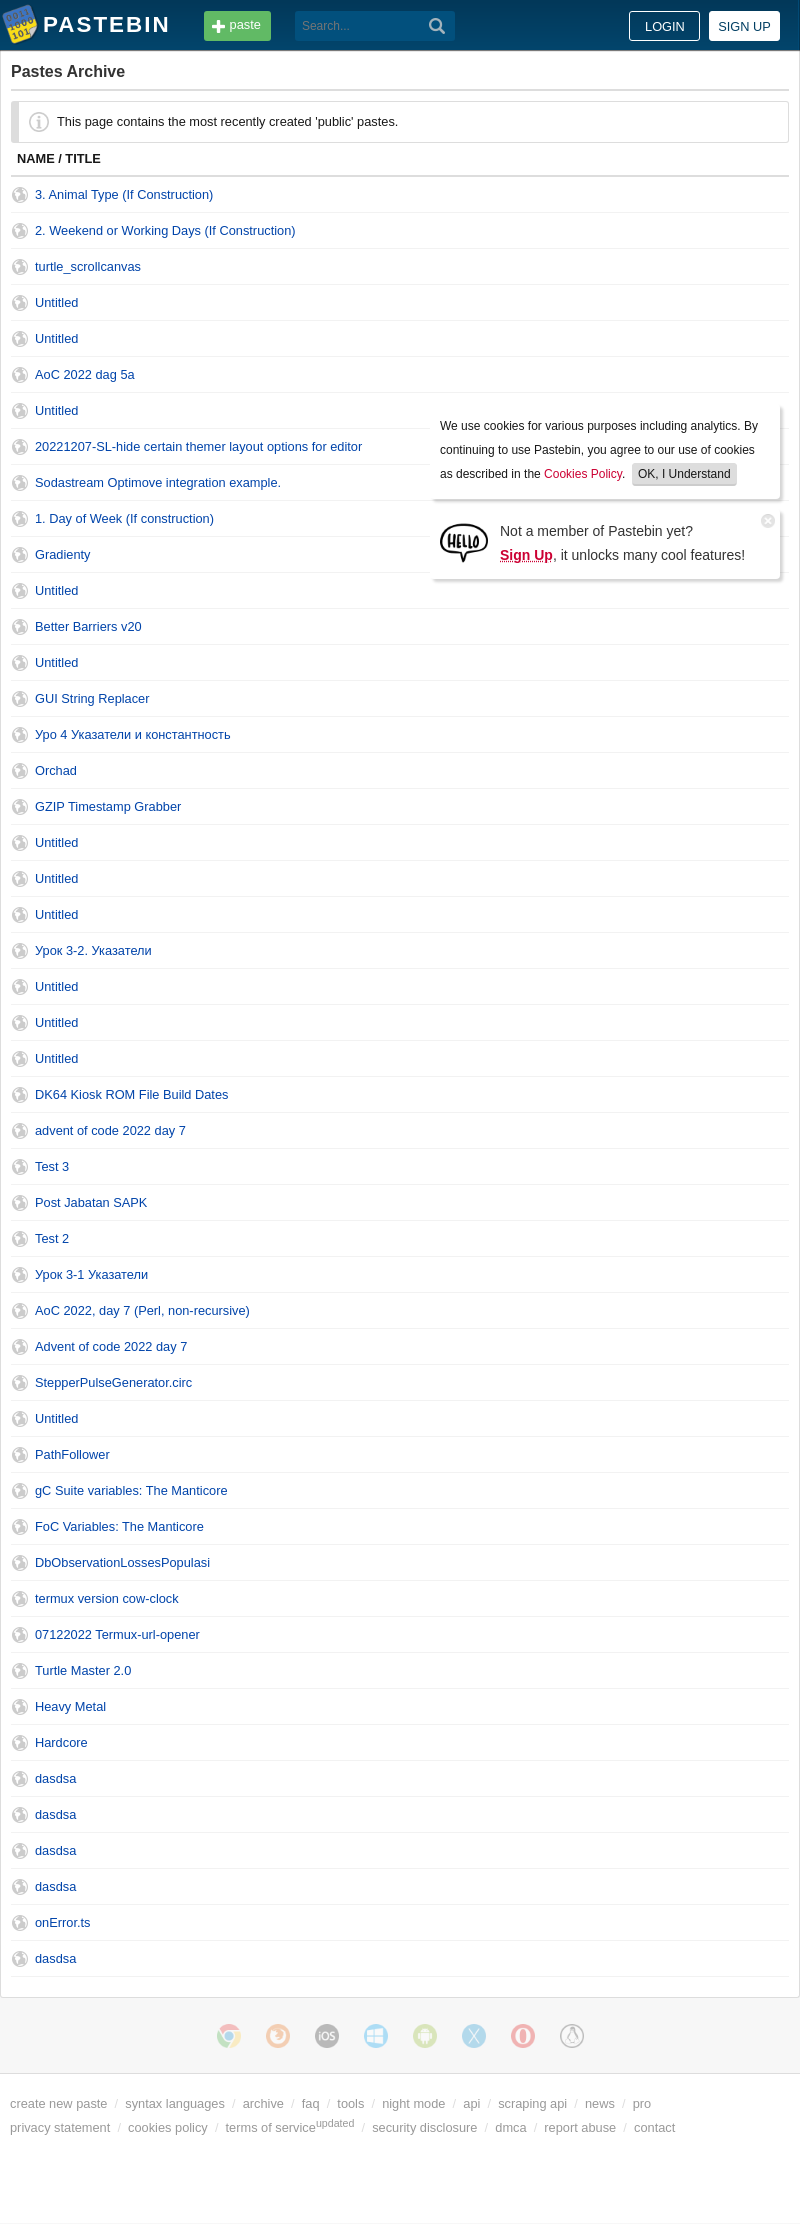 PASTEBIN
paste
Search...
LOGIN
SIGN UP
Pastes Archive
This page contains the most recently created 'public' pastes.
NAME / TITLE
3. Animal Type (If Construction)
2. Weekend or Working Days (If Construction)
turtle_scrollcanvas
Untitled
Untitled
AoC 2022 dag 5a
Untitled
20221207-SL-hide certain themer layout options for editor
Sodastream Optimove integration example.
1. Day of Week (If construction)
Gradienty
We use cookies for various purposes including analytics. By
continuing to use Pastebin, you agree to our use of cookies
as described in the Cookies Policy. OK, I Understand
HELLO
Not a member of Pastebin yet?
Sign Up, it unlocks many cool features!
Untitled
Better Barriers v20
Untitled
GUI String Replacer
Уро 4 Указатели и константность
Orchad
GZIP Timestamp Grabber
Untitled
Untitled
Untitled
Урок 3-2. Указатели
Untitled
Untitled
Untitled
DK64 Kiosk ROM File Build Dates
advent of code 2022 day 7
Test 3
Post Jabatan SAPK
Test 2
Урок 3-1 Указатели
AoC 2022, day 7 (Perl, non-recursive)
Advent of code 2022 day 7
StepperPulseGenerator.circ
Untitled
PathFollower
gC Suite variables: The Manticore
FoC Variables: The Manticore
DbObservationLossesPopulasi
termux version cow-clock
07122022 Termux-url-opener
Turtle Master 2.0
Heavy Metal
Hardcore
dasdsa
dasdsa
dasdsa
dasdsa
onError.ts
dasdsa
iOS
create new paste / syntax languages / archive / faq / tools / night mode / api / scraping api / news / pro
privacy statement / cookies policy / terms of service updated / security disclosure / dmca / report abuse / contact